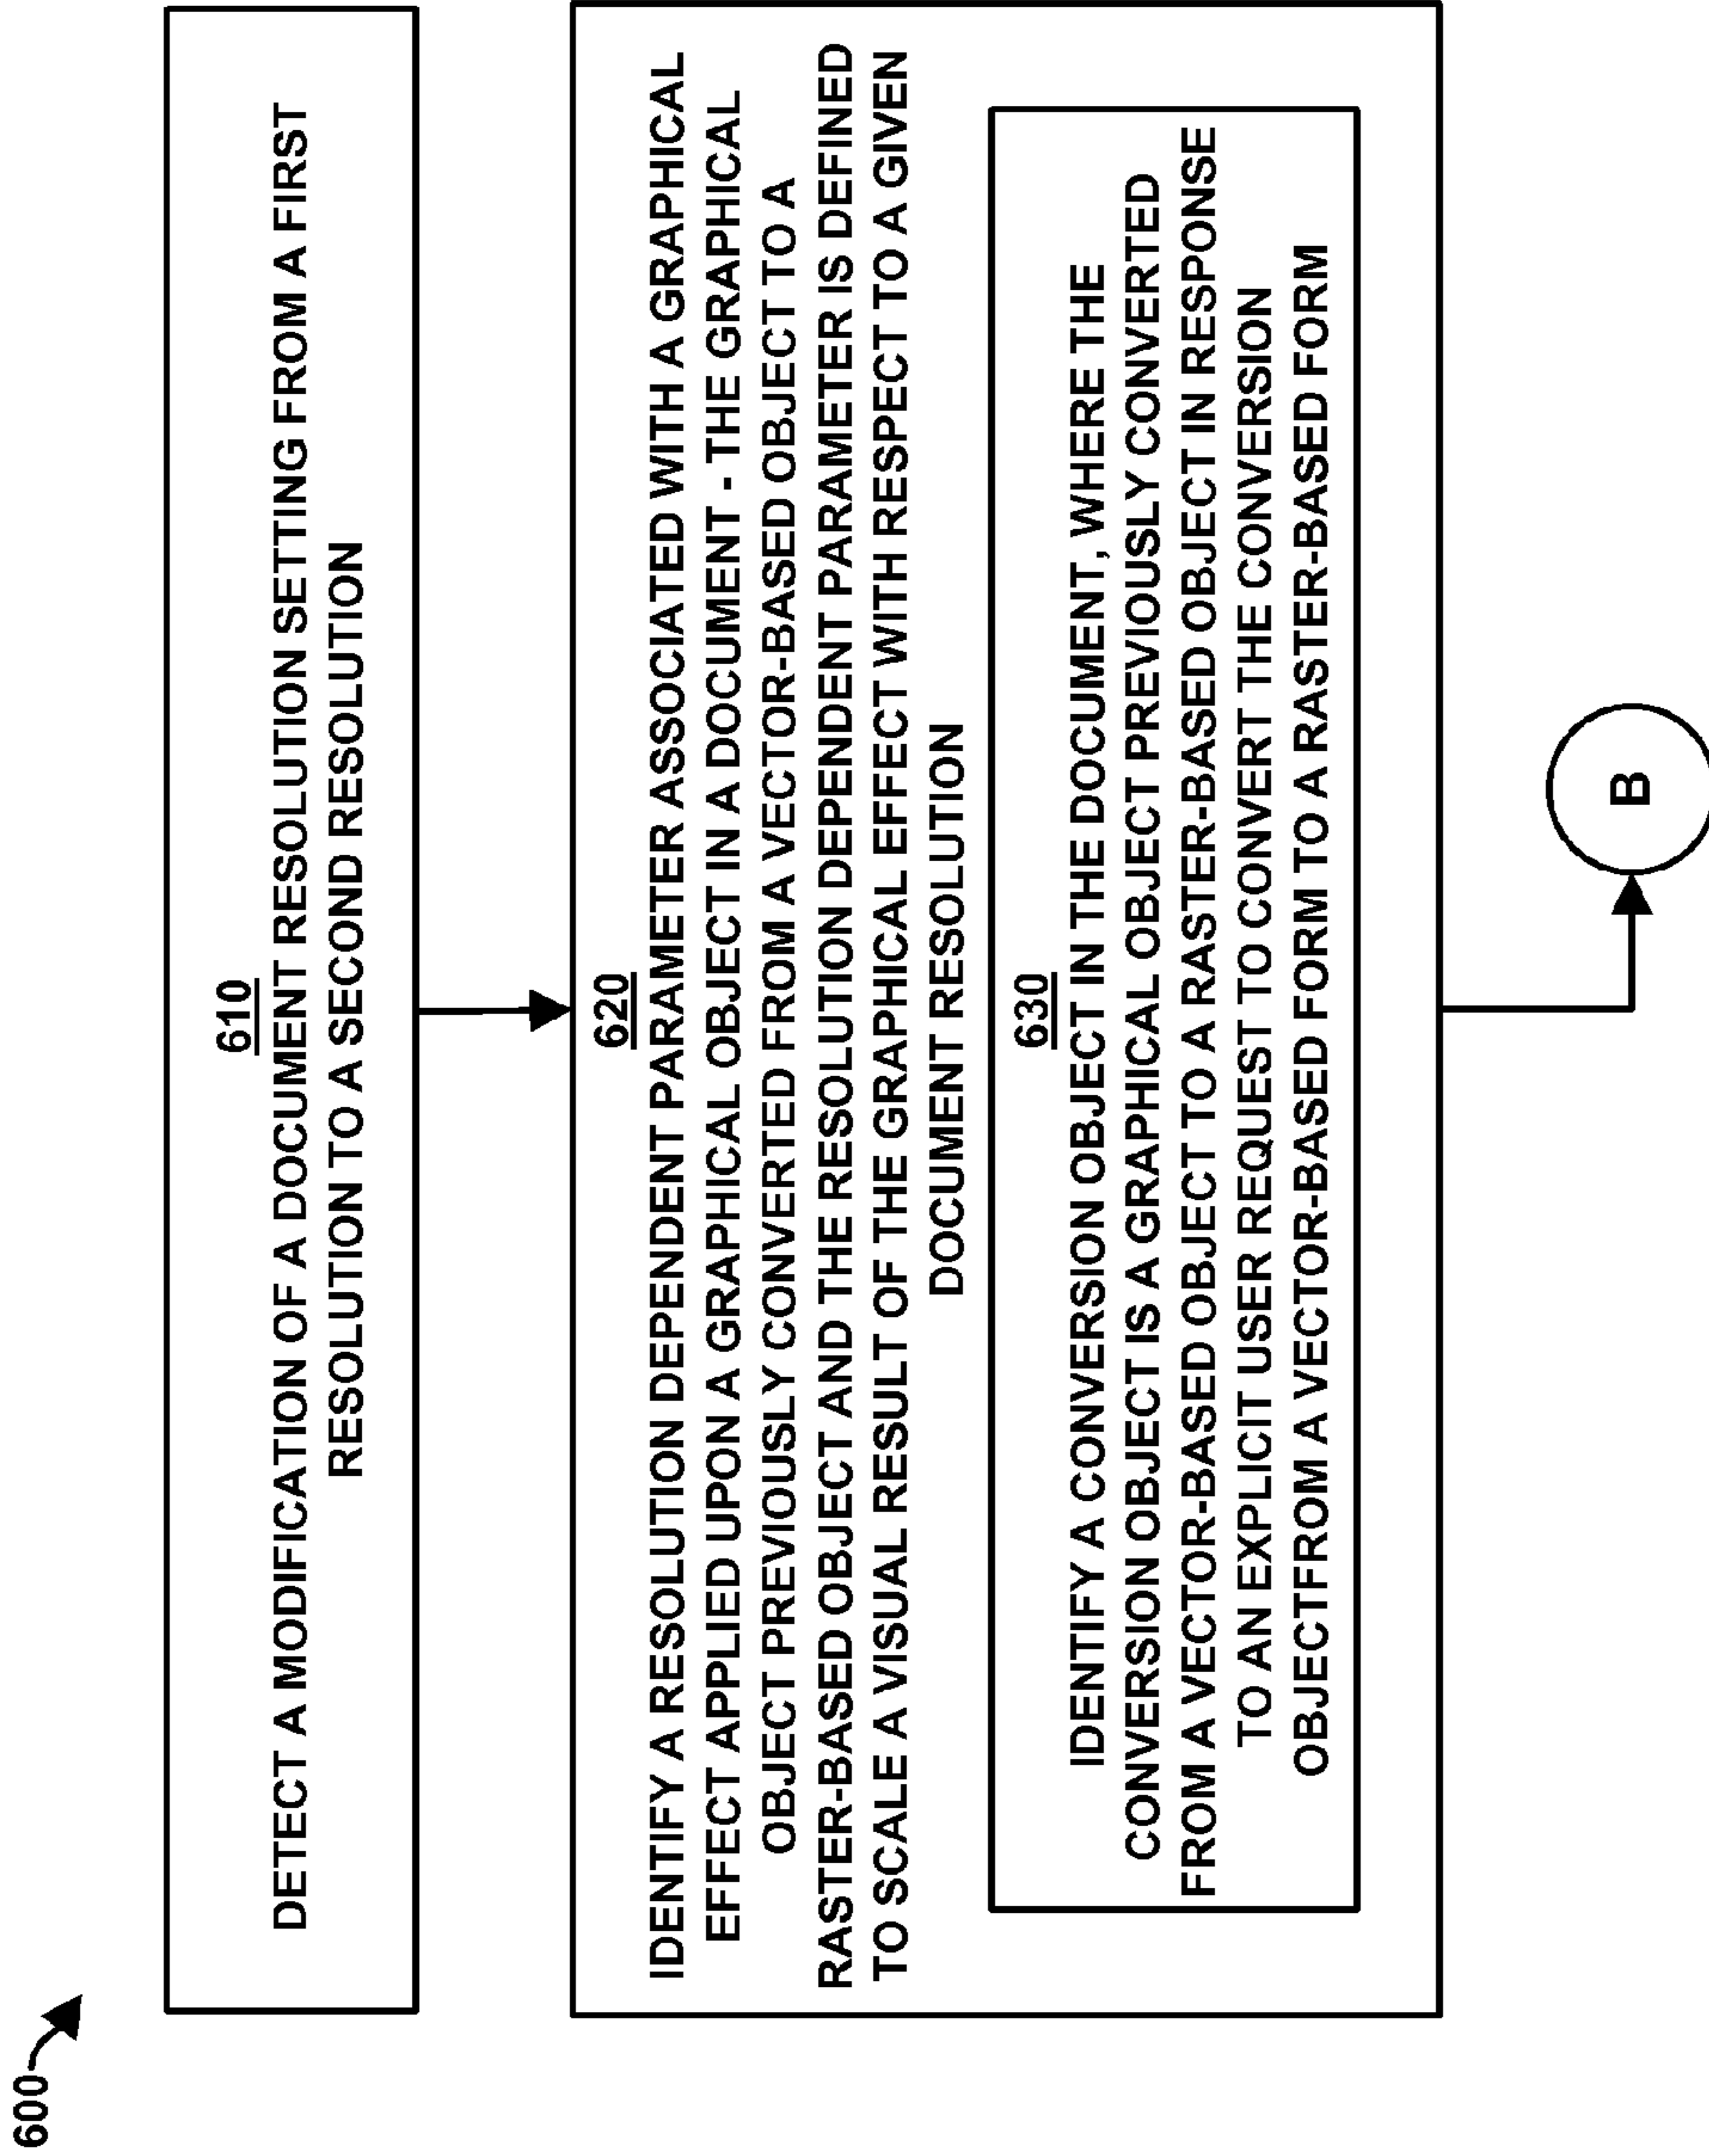 600
610
DETECT A MODIFICATION OF A DOCUMENT RESOLUTION SETTING FROM A FIRST
RESOLUTION TO A SECOND RESOLUTION
620
IDENTIFY A RESOLUTION DEPENDENT PARAMETER ASSOCIATED WITH A GRAPHICAL
EFFECT APPLIED UPON A GRAPHICAL OBJECT IN A DOCUMENT - THE GRAPHICAL
OBJECT PREVIOUSLY CONVERTED FROM A VECTOR-BASED OBJECT TO A
RASTER-BASED OBJECT AND THE RESOLUTION DEPENDENT PARAMETER IS DEFINED
TO SCALE A VISUAL RESULT OF THE GRAPHICAL EFFECT WITH RESPECT TO A GIVEN
DOCUMENT RESOLUTION
630
IDENTIFY A CONVERSION OBJECT IN THE DOCUMENT, WHERE THE
CONVERSION OBJECT IS A GRAPHICAL OBJECT PREVIOUSLY CONVERTED
FROM A VECTOR-BASED OBJECT TO A RASTER-BASED OBJECT IN RESPONSE
TO AN EXPLICIT USER REQUEST TO CONVERT THE CONVERSION
OBJECTFROM A VECTOR-BASED FORM TO A RASTER-BASED FORM
B